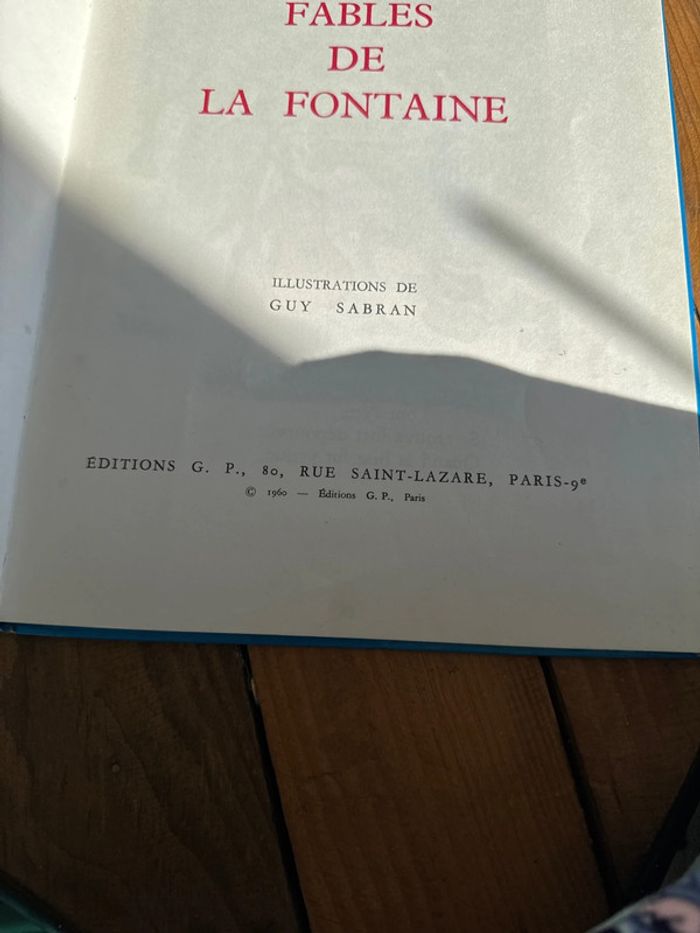 FABLES
DE
LA FONTAINE
ILLUSTRATIONS DE
GUY SABRAN
ÉDITIONS G. P., 80, RUE SAINT-LAZARE, PARIS-9e
© 1960 — Éditions G. P., Paris